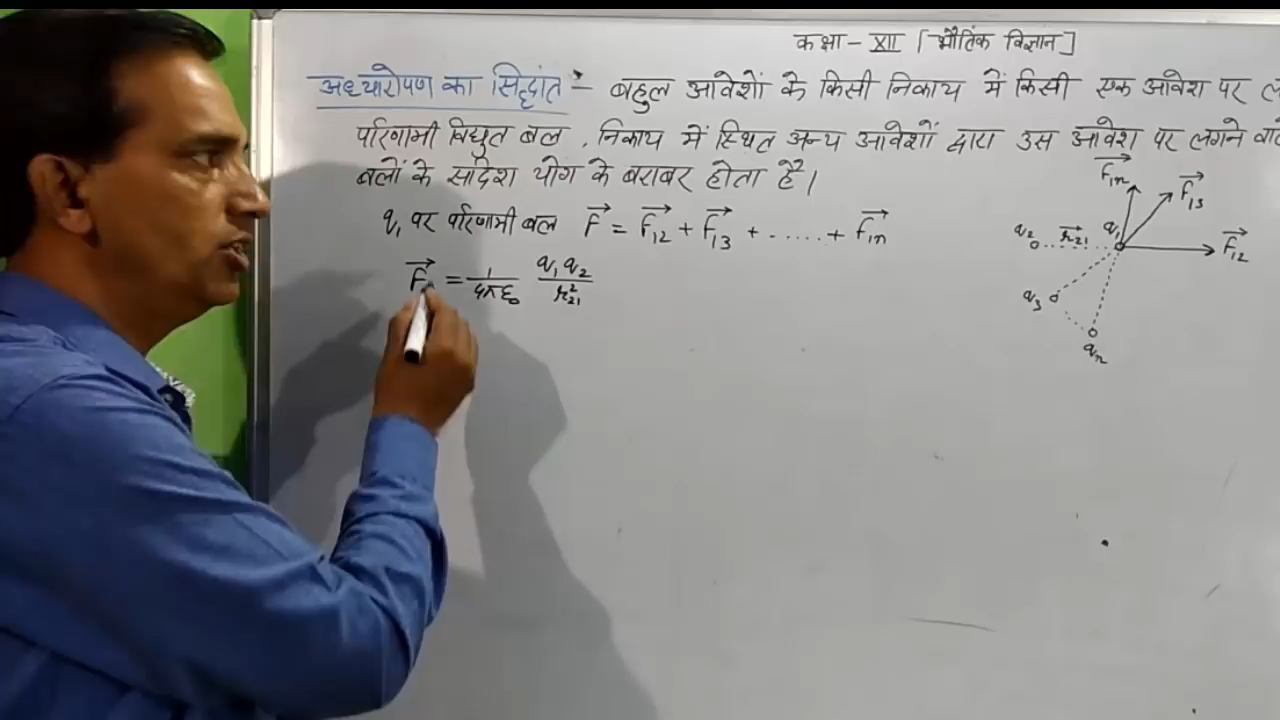 कक्षा - XII [भौतिक विज्ञान]
अध्यारोपण का सिद्धांत - बहुल आवेशों के किसी निकाय में किसी एक आवेश पर
परिणामी विद्युत बल , निकाय में स्थित अन्य आवेशों द्वारा उस आवेश पर लगने
बलों के सदिश योग के बराबर होता है।
q₁ पर परिणामी बल F⃗ = F⃗₁₂ + F⃗₁₃ + ...... + F⃗₁ₙ
F⃗ = 1/4πε₀ q₁q₂/r²₂₁
F⃗₁ₙ F⃗₁₃
q₂ r⃗₂₁ q₁ F⃗₁₂
q₃
qₙ